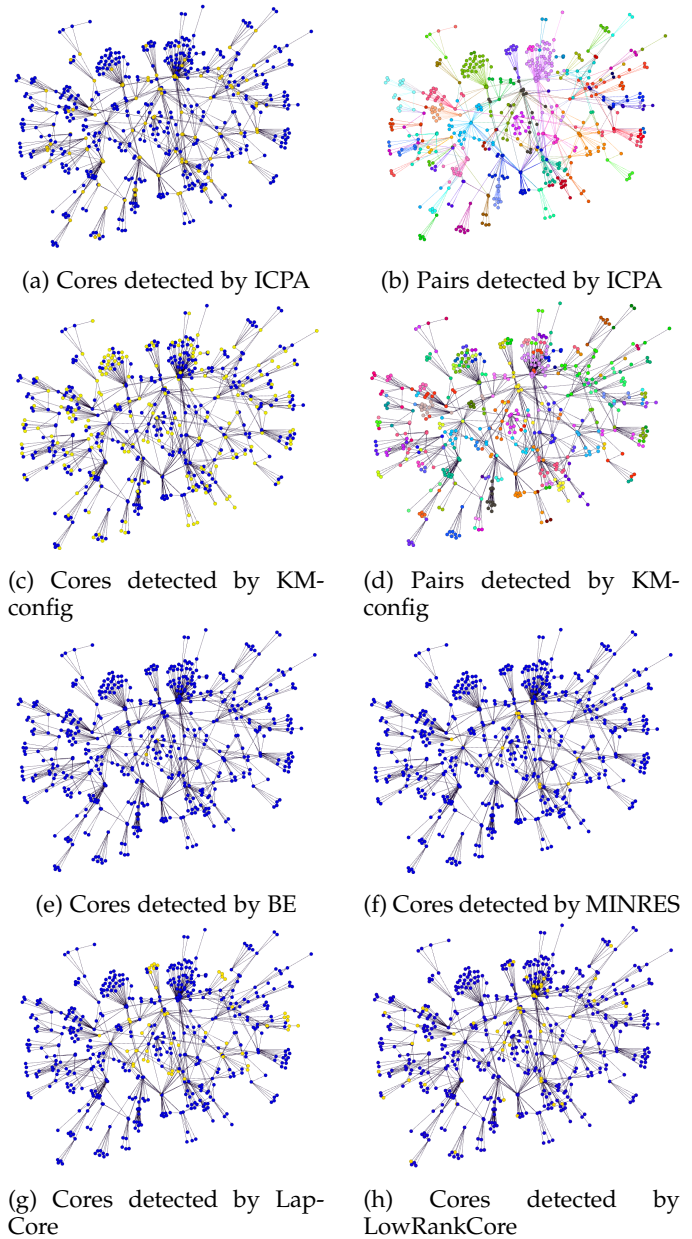 (a) Cores detected by ICPA
(b) Pairs detected by ICPA
(c) Cores detected by KM-
config
(d) Pairs detected by KM-
config
(e) Cores detected by BE
(f) Cores detected by MINRES
(g) Cores detected by Lap-
Core
(h) Cores detected by
LowRankCore